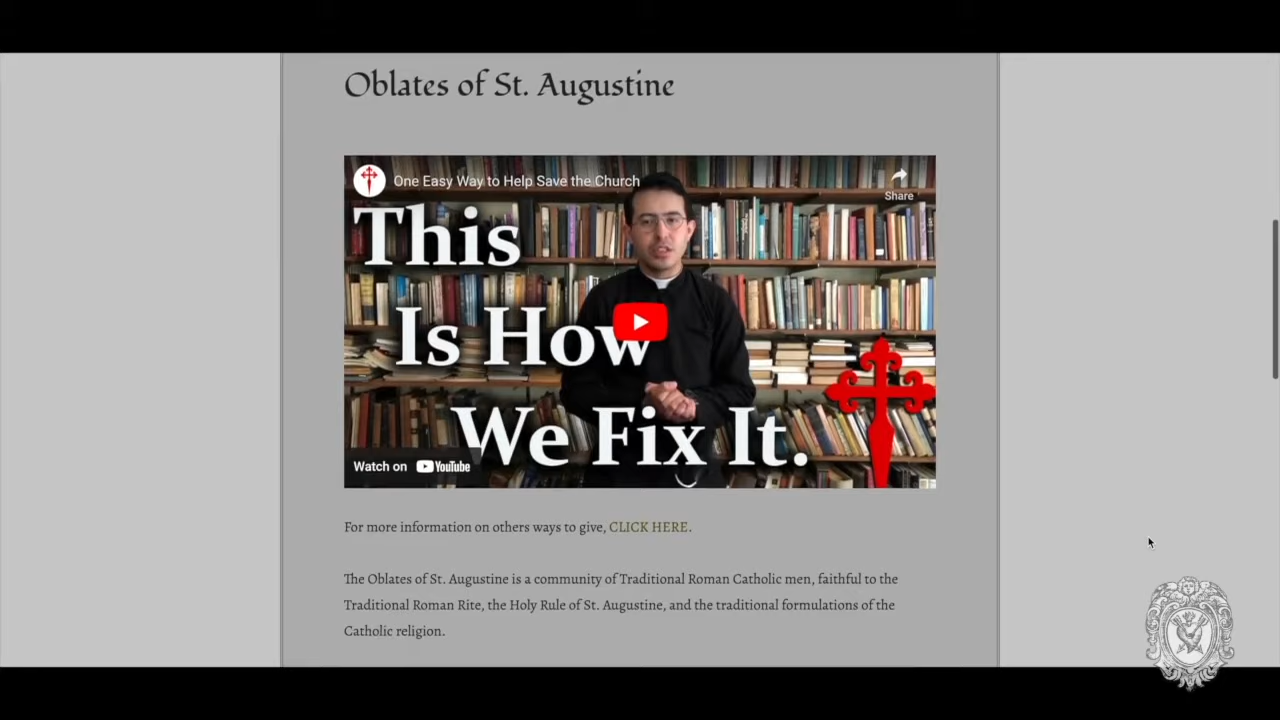 Oblates of St. Augustine
One Easy Way to Help Save the Church
Share
This
Is How
We Fix It.
Watch on YouTube
For more information on others ways to give, CLICK HERE.
The Oblates of St. Augustine is a community of Traditional Roman Catholic men, faithful to the
Traditional Roman Rite, the Holy Rule of St. Augustine, and the traditional formulations of the
Catholic religion.